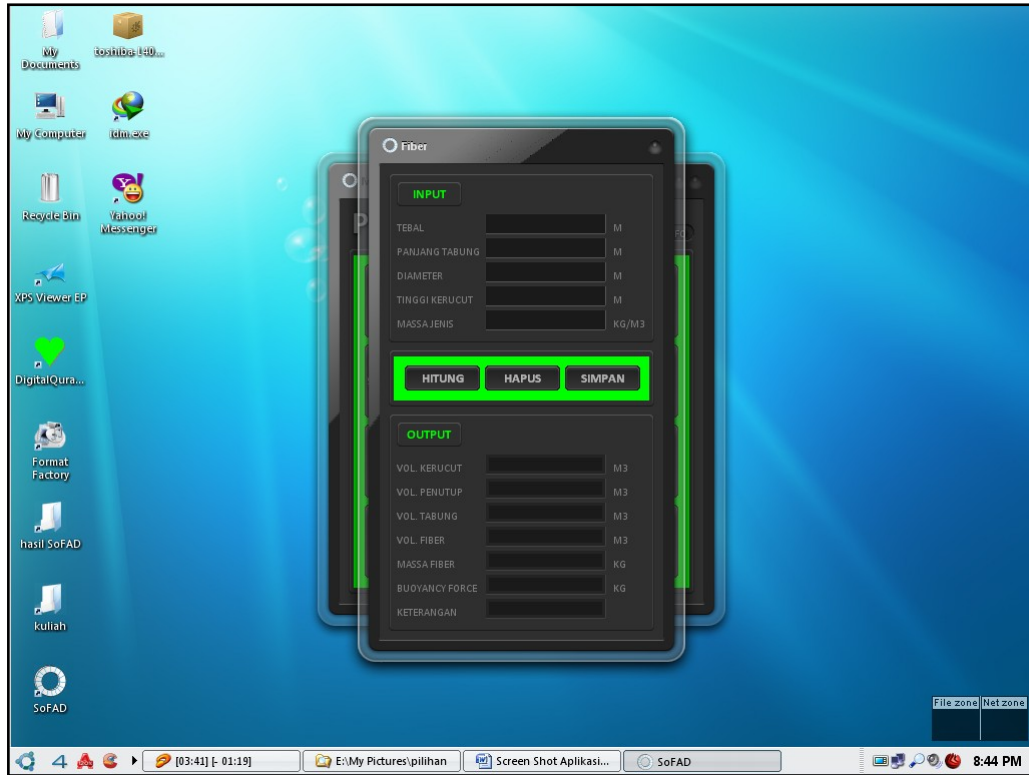 My Documents
toshiba-140...
My Computer
idm.exe
Recycle Bin
Yahoo! Messenger
XPS Viewer EP
DigitalQura...
Format Factory
hasil SoFAD
kuliah
SoFAD
Fiber
INPUT
TEBAL M
PANJANG TABUNG M
DIAMETER M
TINGGI KERUCUT M
MASSA JENIS KG/M3
HITUNG HAPUS SIMPAN
OUTPUT
VOL. KERUCUT M3
VOL. PENUTUP M3
VOL. TABUNG M3
VOL. FIBER M3
MASSA FIBER KG
BUOYANCY FORCE KG
KETERANGAN
File zone Net zone
4 [03:41] [- 01:19] E:\My Pictures\pilihan Screen Shot Aplikasi... SoFAD 8:44 PM